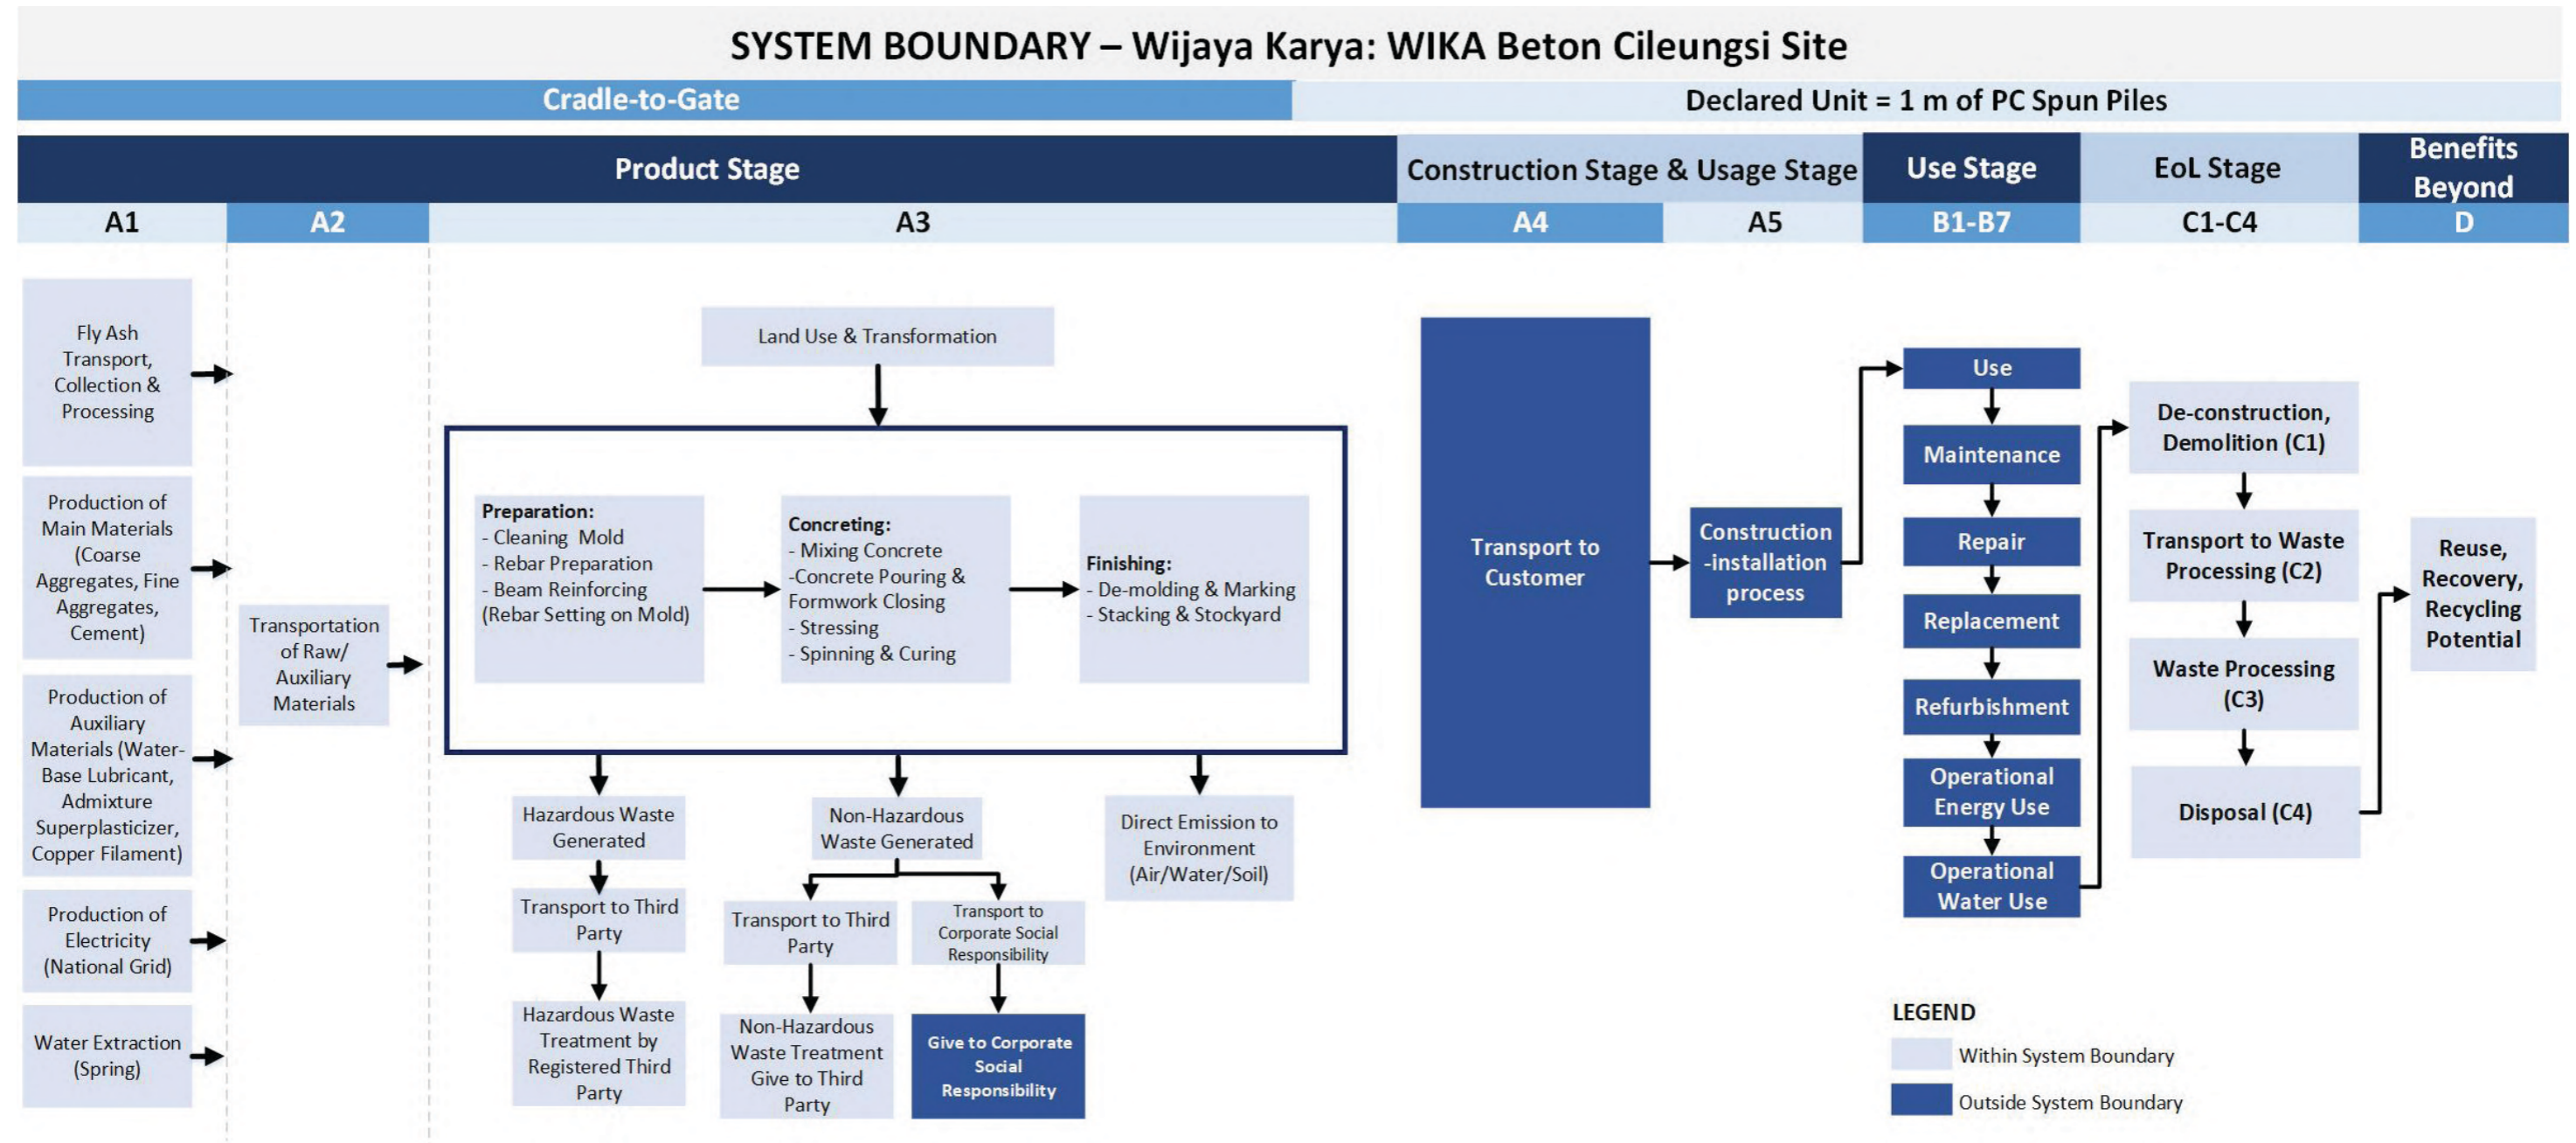 SYSTEM BOUNDARY – Wijaya Karya: WIKA Beton Cileungsi Site
Cradle-to-Gate
Declared Unit = 1 m of PC Spun Piles
Product Stage
Construction Stage & Usage Stage
Use Stage
EoL Stage
Benefits
Beyond
A1
A2
A3
A4
A5
B1-B7
C1-C4
D
Fly Ash
Transport,
Collection &
Processing
Production of
Main Materials
(Coarse
Aggregates, Fine
Aggregates,
Cement)
Production of
Auxiliary
Materials (Water-
Base Lubricant,
Admixture
Superplasticizer,
Copper Filament)
Production of
Electricity
(National Grid)
Water Extraction
(Spring)
Transportation
of Raw/
Auxiliary
Materials
Land Use & Transformation
Preparation:
- Cleaning Mold
- Rebar Preparation
- Beam Reinforcing
(Rebar Setting on Mold)
Concreting:
- Mixing Concrete
-Concrete Pouring &
Formwork Closing
- Stressing
- Spinning & Curing
Finishing:
- De-molding & Marking
- Stacking & Stockyard
Hazardous Waste
Generated
Transport to Third
Party
Hazardous Waste
Treatment by
Registered Third
Party
Non-Hazardous
Waste Generated
Transport to Third
Party
Non-Hazardous
Waste Treatment
Give to Third
Party
Transport to
Corporate Social
Responsibility
Give to Corporate
Social
Responsibility
Direct Emission to
Environment
(Air/Water/Soil)
Transport to
Customer
Construction
-installation
process
Use
Maintenance
Repair
Replacement
Refurbishment
Operational
Energy Use
Operational
Water Use
De-construction,
Demolition (C1)
Transport to Waste
Processing (C2)
Waste Processing
(C3)
Disposal (C4)
Reuse,
Recovery,
Recycling
Potential
LEGEND
Within System Boundary
Outside System Boundary